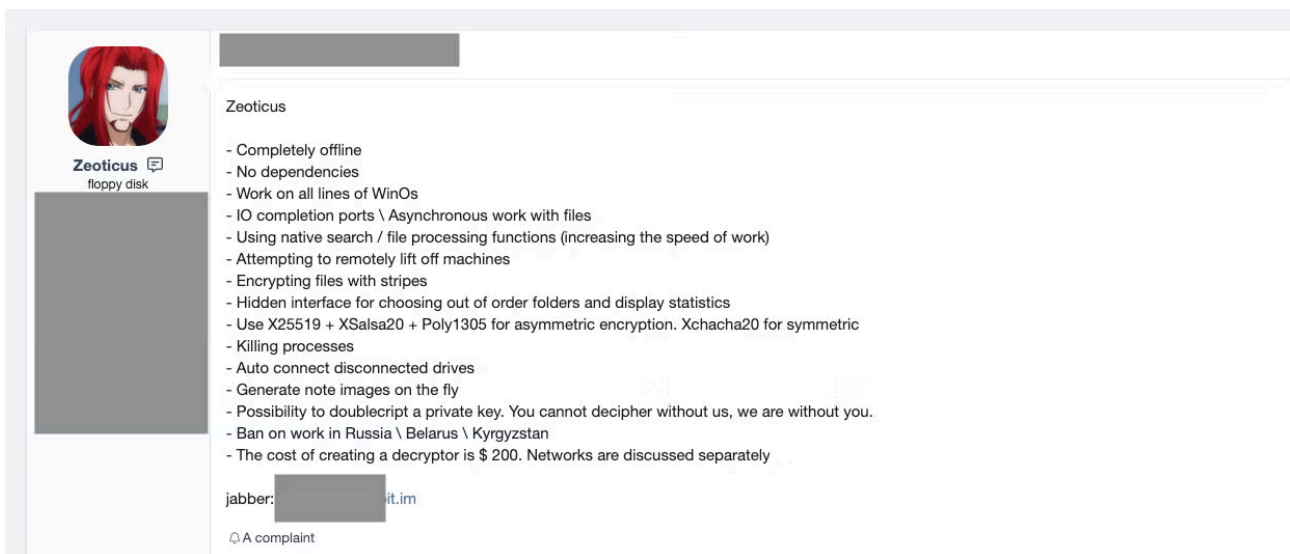 Zeoticus
floppy disk
Zeoticus
- Completely offline
- No dependencies
- Work on all lines of WinOs
- IO completion ports \ Asynchronous work with files
- Using native search / file processing functions (increasing the speed of work)
- Attempting to remotely lift off machines
- Encrypting files with stripes
- Hidden interface for choosing out of order folders and display statistics
- Use X25519 + XSalsa20 + Poly1305 for asymmetric encryption. Xchacha20 for symmetric
- Killing processes
- Auto connect disconnected drives
- Generate note images on the fly
- Possibility to doublecript a private key. You cannot decipher without us, we are without you.
- Ban on work in Russia \ Belarus \ Kyrgyzstan
- The cost of creating a decryptor is $ 200. Networks are discussed separately
jabber: it.im
A complaint